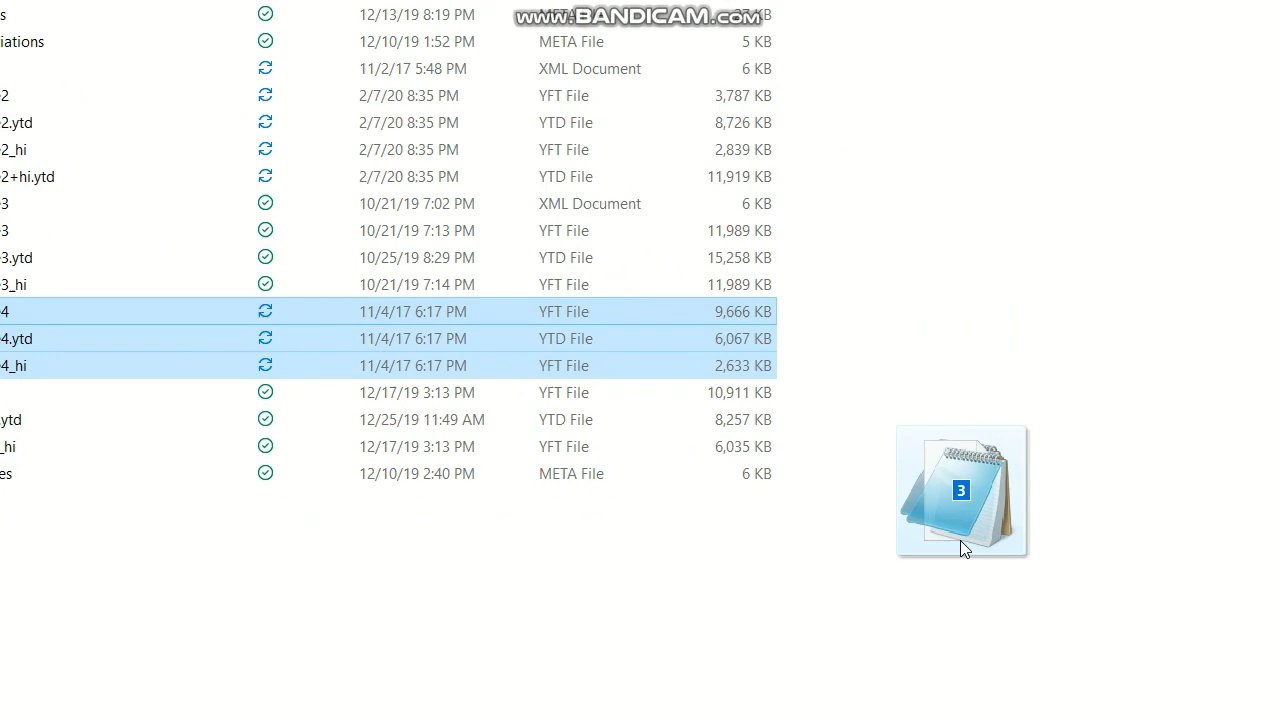 s 12/13/19 8:19 PM META KB
www.BANDICAM.com
iations 12/10/19 1:52 PM META File 5 KB
11/2/17 5:48 PM XML Document 6 KB
2 2/7/20 8:35 PM YFT File 3,787 KB
2.ytd 2/7/20 8:35 PM YTD File 8,726 KB
2_hi 2/7/20 8:35 PM YFT File 2,839 KB
2+hi.ytd 2/7/20 8:35 PM YTD File 11,919 KB
3 10/21/19 7:02 PM XML Document 6 KB
3 10/21/19 7:13 PM YFT File 11,989 KB
3.ytd 10/25/19 8:29 PM YTD File 15,258 KB
3_hi 10/21/19 7:14 PM YFT File 11,989 KB
4 11/4/17 6:17 PM YFT File 9,666 KB
4.ytd 11/4/17 6:17 PM YTD File 6,067 KB
4_hi 11/4/17 6:17 PM YFT File 2,633 KB
12/17/19 3:13 PM YFT File 10,911 KB
.ytd 12/25/19 11:49 AM YTD File 8,257 KB
_hi 12/17/19 3:13 PM YFT File 6,035 KB
es 12/10/19 2:40 PM META File 6 KB
3